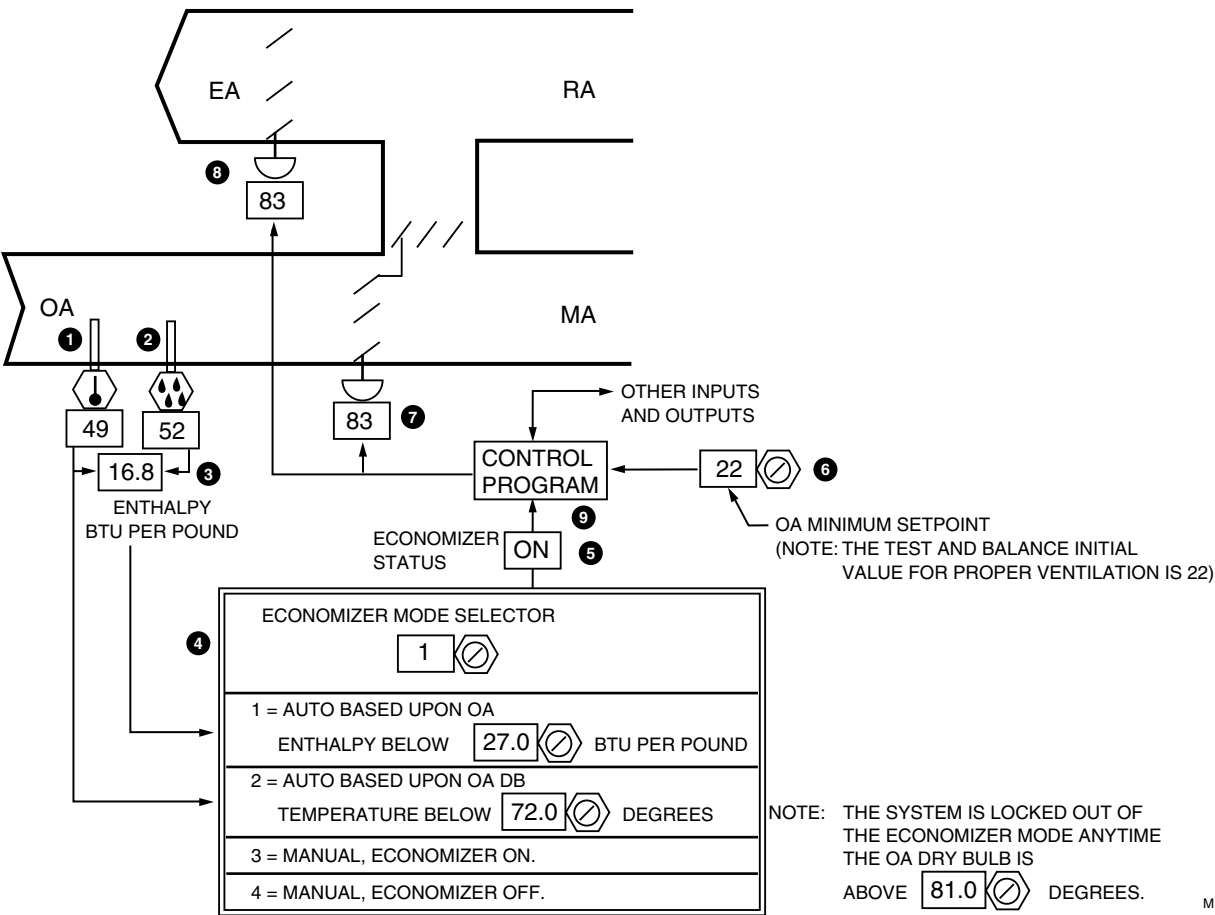 EA
RA
8
83
OA
MA
1
2
49
52
16.8
3
ENTHALPY
BTU PER POUND
83
7
OTHER INPUTS
AND OUTPUTS
CONTROL
PROGRAM
9
22
6
OA MINIMUM SETPOINT
(NOTE: THE TEST AND BALANCE INITIAL
VALUE FOR PROPER VENTILATION IS 22)
ECONOMIZER
STATUS
ON
5
4
ECONOMIZER MODE SELECTOR
1
1 = AUTO BASED UPON OA
ENTHALPY BELOW 27.0 BTU PER POUND
2 = AUTO BASED UPON OA DB
TEMPERATURE BELOW 72.0 DEGREES
3 = MANUAL, ECONOMIZER ON.
4 = MANUAL, ECONOMIZER OFF.
NOTE: THE SYSTEM IS LOCKED OUT OF
THE ECONOMIZER MODE ANYTIME
THE OA DRY BULB IS
ABOVE 81.0 DEGREES.
M